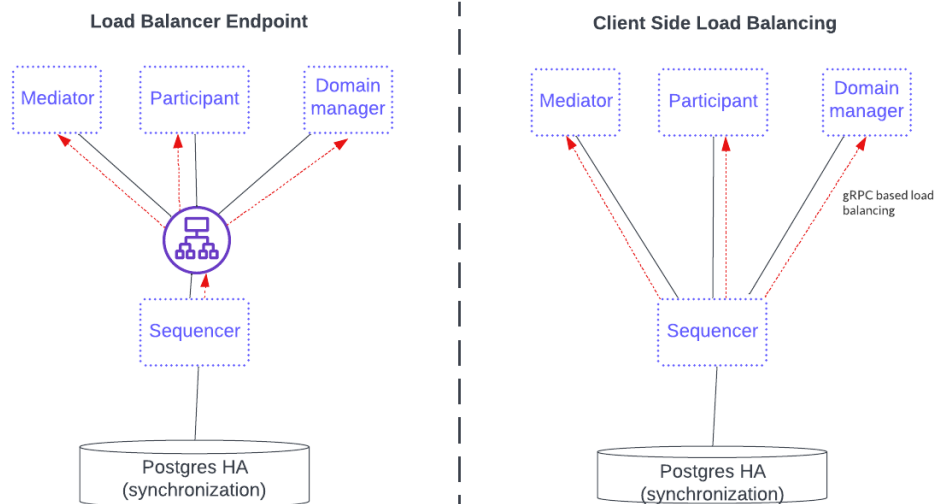 Load Balancer Endpoint
Mediator
Participant
Domain
manager
Sequencer
Postgres HA
(synchronization)
Client Side Load Balancing
Mediator
Participant
Domain
manager
gRPC based load
balancing
Sequencer
Postgres HA
(synchronization)